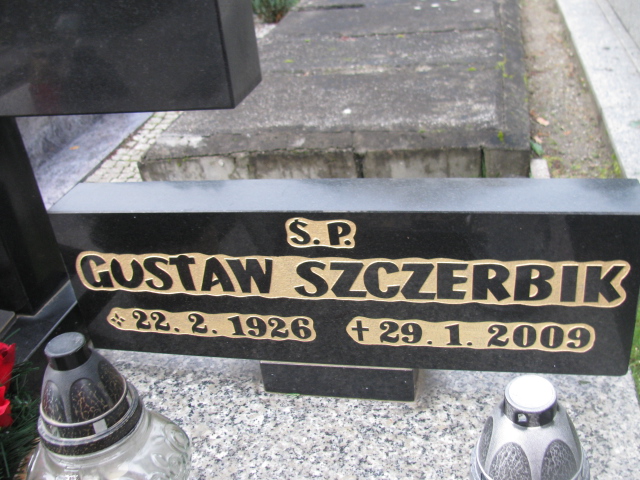 Ś. P.
GUSTAW SZCZERBIK
22. 2. 1926 † 29. 1. 2009